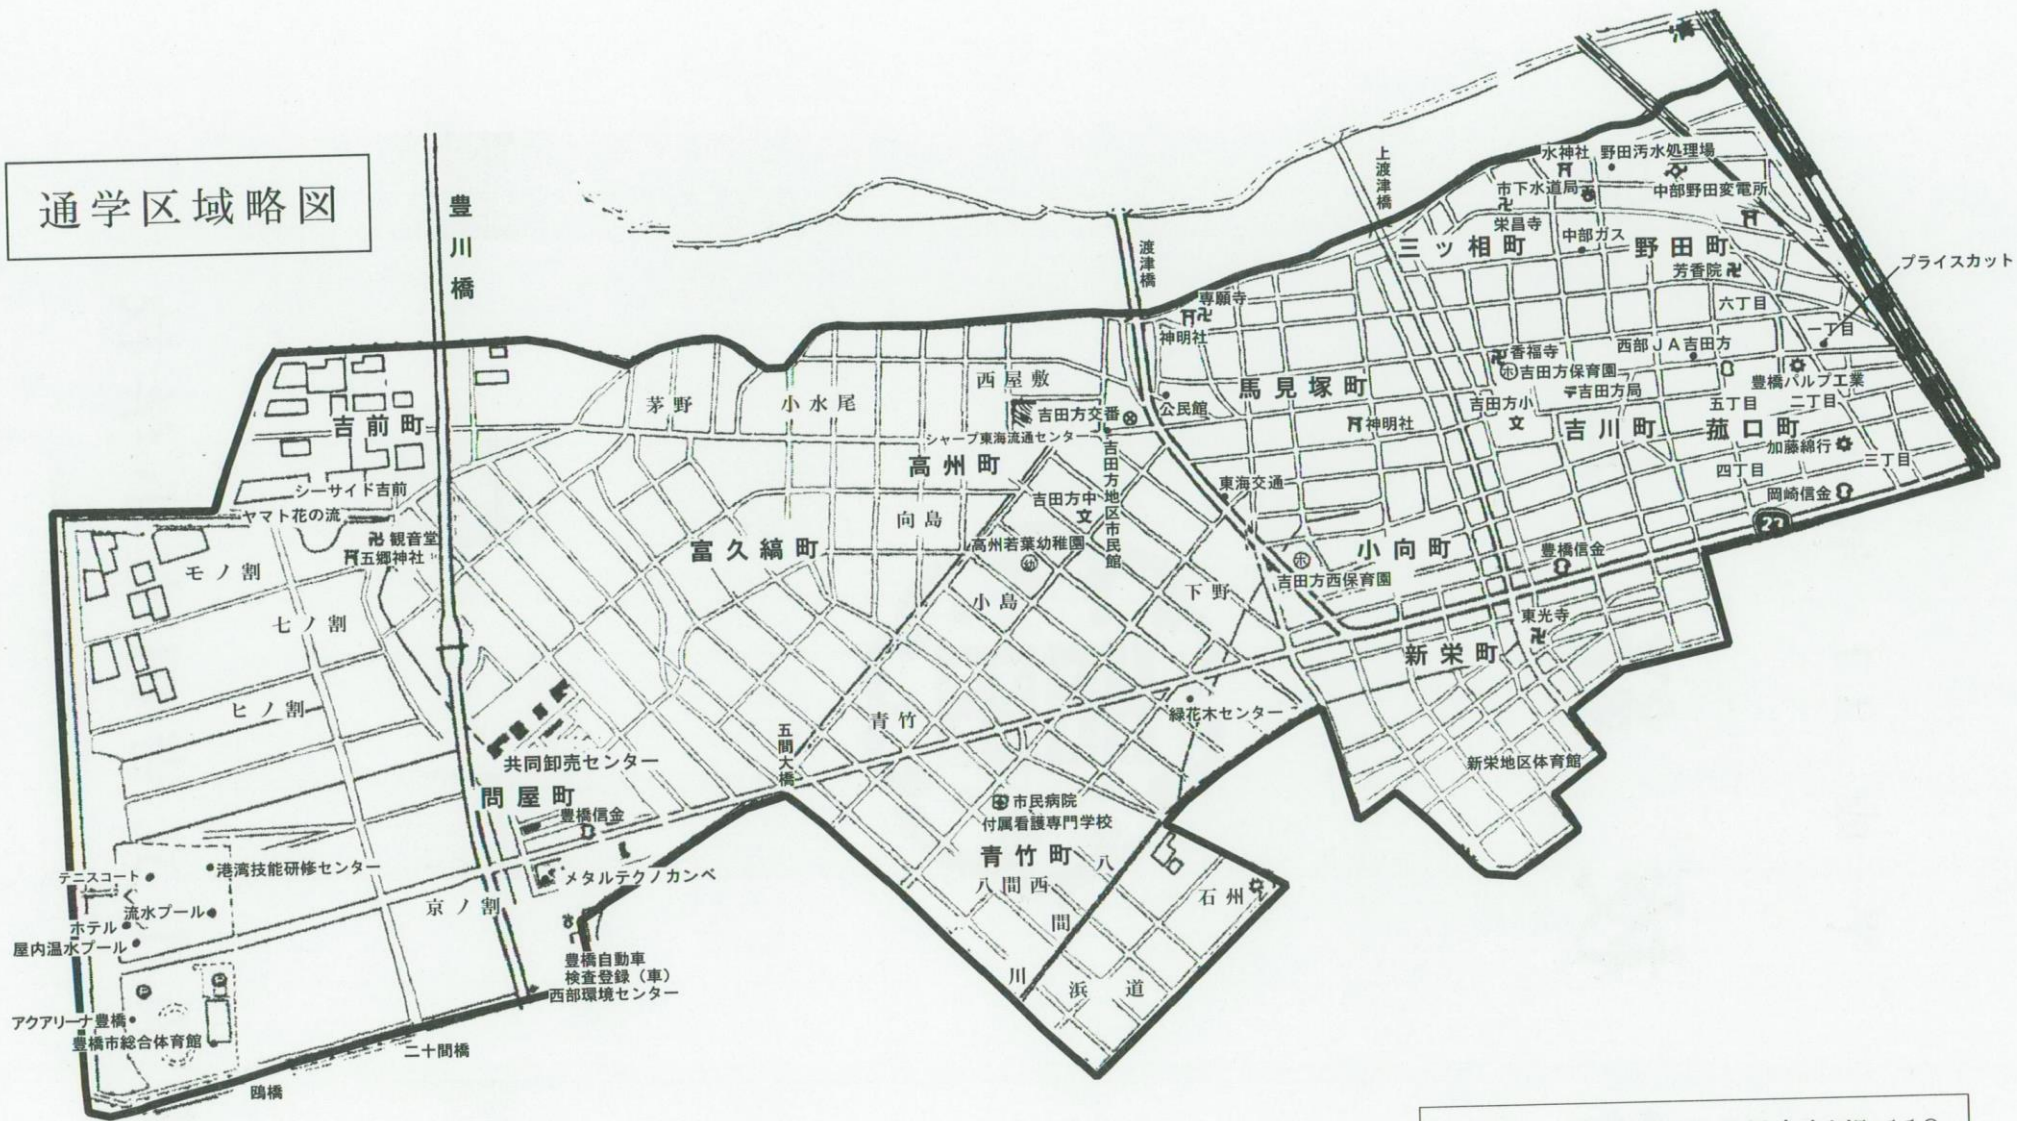 通学区域略図
豊川橋
渡津橋
上渡津橋
水神社
野田汚水処理場
市下水道局
中部野田変電所
栄昌寺
中部ガス
三ッ相町
野田町
芳香院
プライスカット
専願寺
神明社
六丁目
一丁目
西部JA吉田方
香福寺
吉田方保育園
豊橋パルプ工業
馬見塚町
〒吉田方局
吉田方小
文
五丁目
二丁目
神明社
吉川町
菰口町
加藤綿行
四丁目
三丁目
岡崎信金
23
西屋敷
茅野
小水尾
吉田方交番
公民館
吉前町
シャープ東海流通センター
高州町
吉田方地区市民館
東海交通
シーサイド吉前
ヤマト花の流
吉田方中
文
向島
観音堂
五郷神社
富久縞町
高州若葉幼稚園
幼
小向町
豊橋信金
ホ
吉田方西保育園
モノ割
小島
下野
東光寺
七ノ割
新栄町
ヒノ割
青竹
緑花木センター
五間大橋
共同卸売センター
新栄地区体育館
問屋町
豊橋信金
市民病院
付属看護専門学校
青竹町
八間西
八間川
石州
浜道
メタルテクノカンベ
テニスコート
港湾技能研修センター
流水プール
ホテル
屋内温水プール
京ノ割
豊橋自動車
検査登録(車)
西部環境センター
アクアリーナ豊橋
豊橋市総合体育館
二十間橋
鴎橋